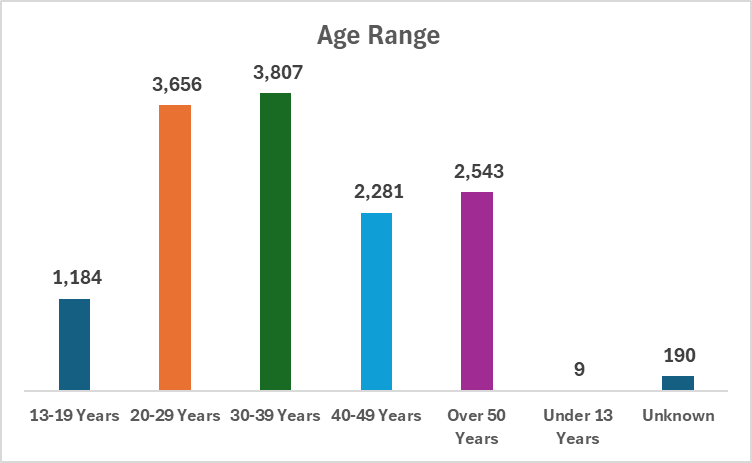 Age Range
1,184
3,656
3,807
2,281
2,543
9
190
13-19 Years
20-29 Years
30-39 Years
40-49 Years
Over 50
Years
Under 13
Years
Unknown